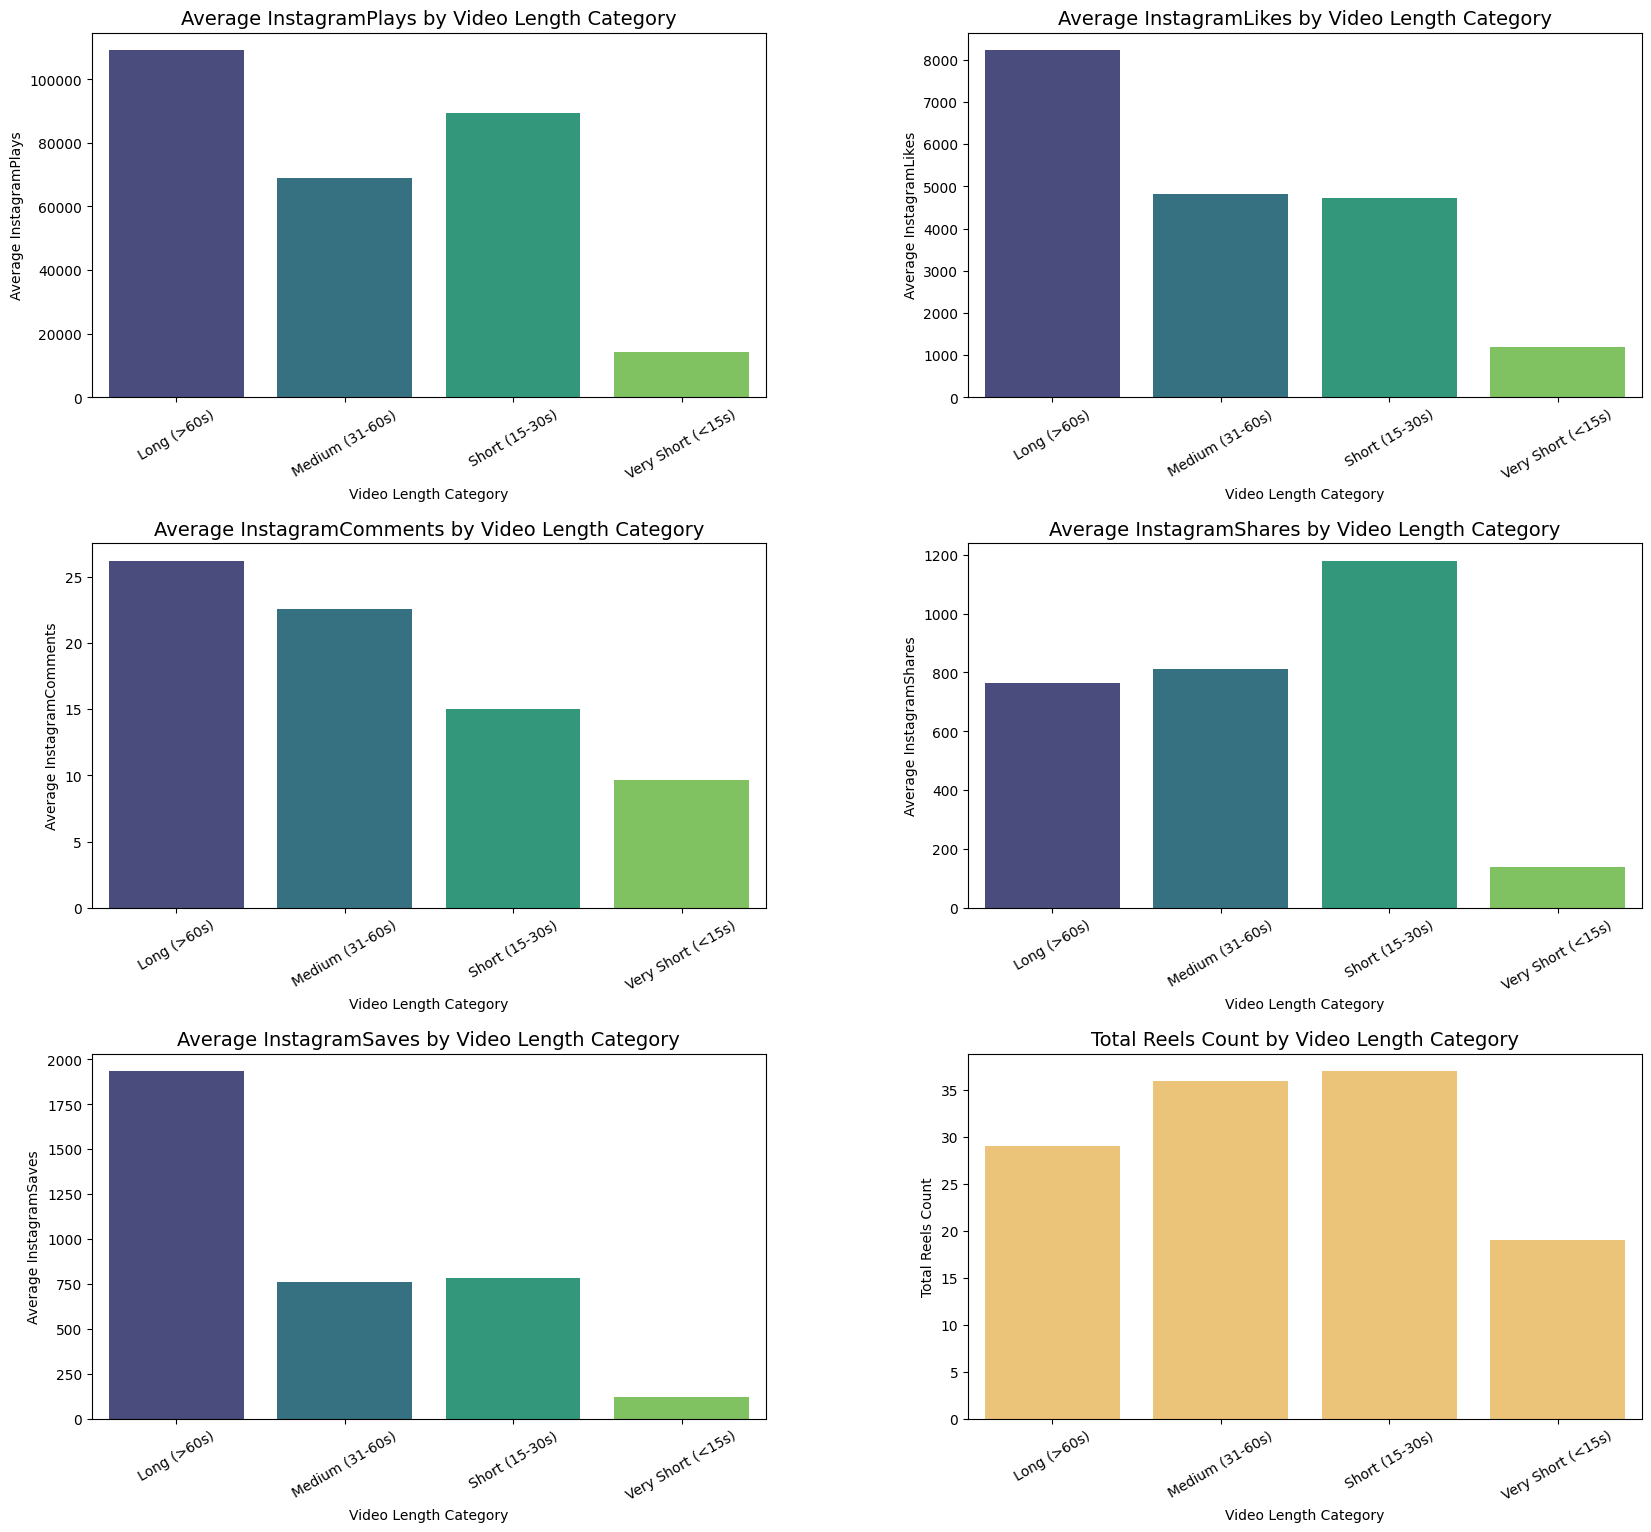 Average InstagramPlays by Video Length Category
Average InstagramPlays
100000
80000
60000
40000
20000
0
Long (>60s)
Medium (31-60s)
Short (15-30s)
Very Short (<15s)
Video Length Category
Average InstagramLikes by Video Length Category
Average InstagramLikes
8000
7000
6000
5000
4000
3000
2000
1000
0
Long (>60s)
Medium (31-60s)
Short (15-30s)
Very Short (<15s)
Video Length Category
Average InstagramComments by Video Length Category
Average InstagramComments
25
20
15
10
5
0
Long (>60s)
Medium (31-60s)
Short (15-30s)
Very Short (<15s)
Video Length Category
Average InstagramShares by Video Length Category
Average InstagramShares
1200
1000
800
600
400
200
0
Long (>60s)
Medium (31-60s)
Short (15-30s)
Very Short (<15s)
Video Length Category
Average InstagramSaves by Video Length Category
Average InstagramSaves
2000
1750
1500
1250
1000
750
500
250
0
Long (>60s)
Medium (31-60s)
Short (15-30s)
Very Short (<15s)
Video Length Category
Total Reels Count by Video Length Category
Total Reels Count
35
30
25
20
15
10
5
0
Long (>60s)
Medium (31-60s)
Short (15-30s)
Very Short (<15s)
Video Length Category